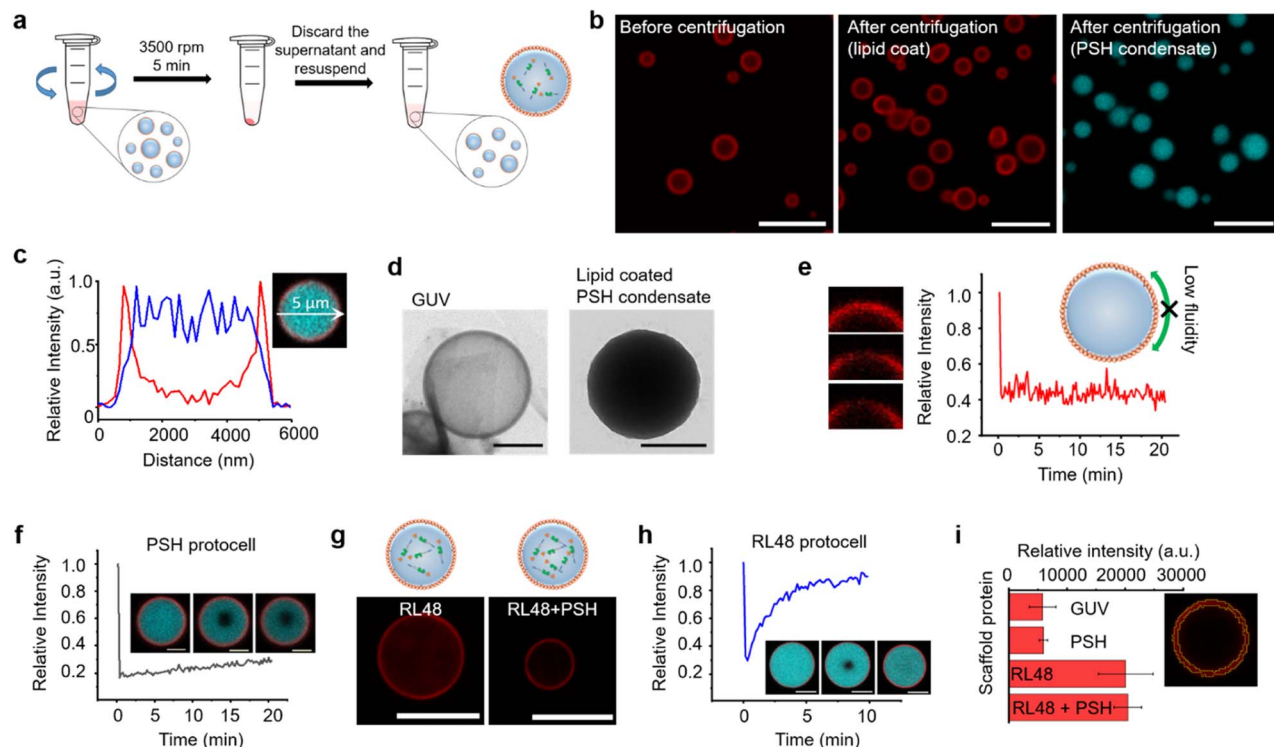 a
3500 rpm
5 min
Discard the
supernatant and
resuspend
b
Before centrifugation
After centrifugation
(lipid coat)
After centrifugation
(PSH condensate)
c
Relative Intensity (a.u.)
1.0
0.5
0
0
2000
4000
6000
Distance (nm)
5 μm
d
GUV
Lipid coated
PSH condensate
e
Relative Intensity
1.0
0.8
0.6
0.4
0.2
0
5
10
15
20
Time (min)
Low fluidity
f
PSH protocell
Relative Intensity
1.0
0.8
0.6
0.4
0.2
0
5
10
15
20
Time (min)
g
RL48
RL48+PSH
h
RL48 protocell
Relative Intensity
1.0
0.8
0.6
0.4
0.2
0
5
10
Time (min)
i
Relative intensity (a.u.)
0
10000
20000
30000
Scaffold protein
GUV
PSH
RL48
RL48 + PSH